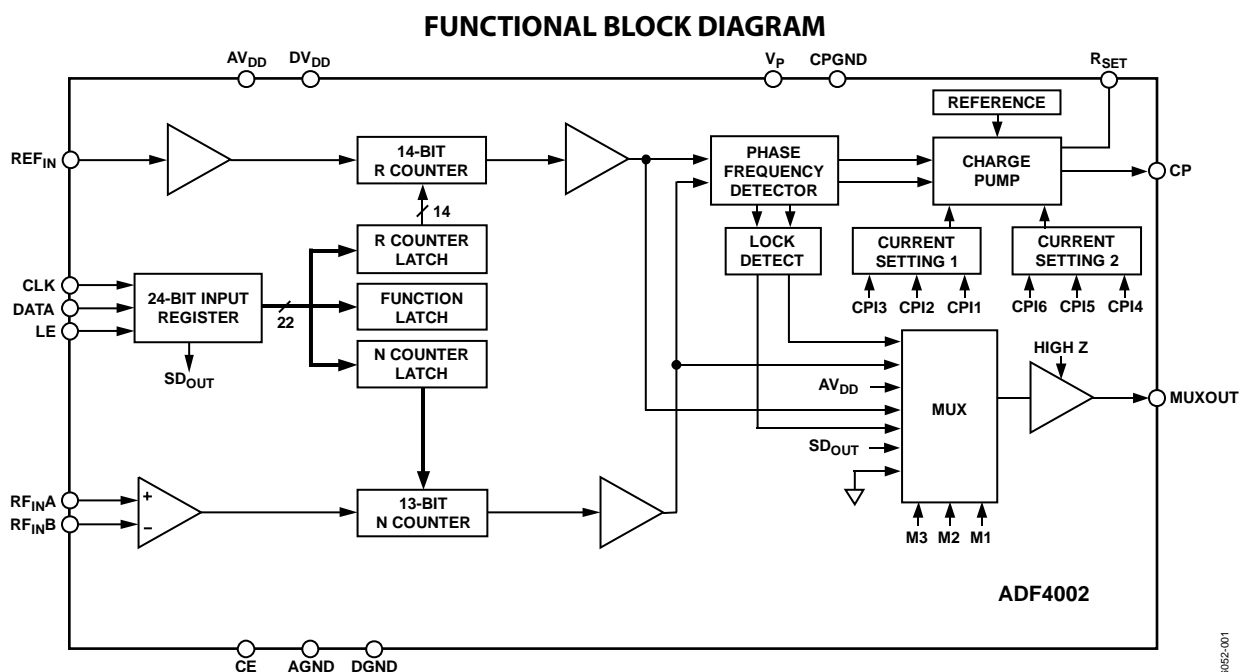 FUNCTIONAL BLOCK DIAGRAM
AVDD
DVDD
VP
CPGND
RSET
REFERENCE
REFIN
14-BIT
R COUNTER
PHASE
FREQUENCY
DETECTOR
CHARGE
PUMP
CP
14
R COUNTER
LATCH
LOCK
DETECT
CURRENT
SETTING 1
CURRENT
SETTING 2
CLK
DATA
LE
24-BIT INPUT
REGISTER
22
FUNCTION
LATCH
CPI3 CPI2 CPI1
CPI6 CPI5 CPI4
N COUNTER
LATCH
SDOUT
HIGH Z
AVDD
MUX
MUXOUT
SDOUT
RFINA
RFINB
+
−
13-BIT
N COUNTER
M3 M2 M1
ADF4002
CE
AGND
DGND